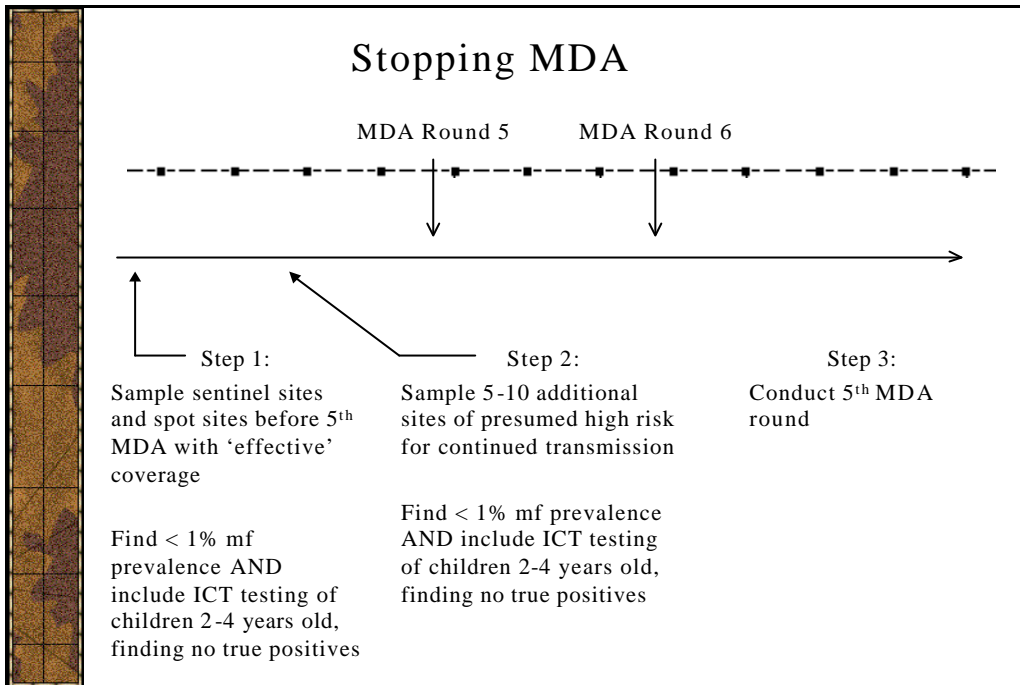 Stopping MDA
MDA Round 5
MDA Round 6
Step 1:
Sample sentinel sites
and spot sites before 5th
MDA with ‘effective’
coverage
Find < 1% mf
prevalence AND
include ICT testing of
children 2-4 years old,
finding no true positives
Step 2:
Sample 5-10 additional
sites of presumed high risk
for continued transmission
Find < 1% mf prevalence
AND include ICT testing
of children 2-4 years old,
finding no true positives
Step 3:
Conduct 5th MDA
round